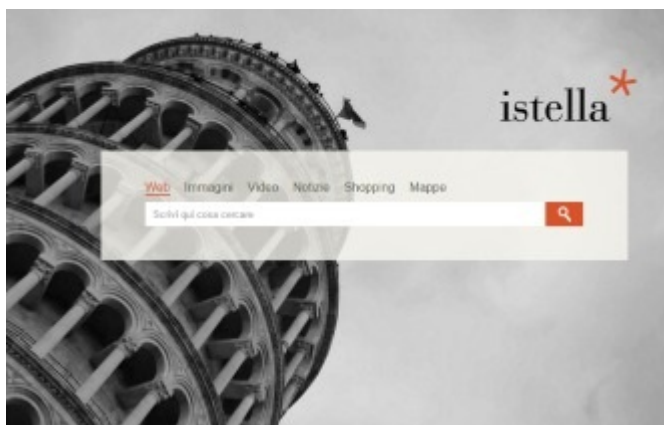 istella*
Web Immagini Video Notizie Shopping Mappe
Scrivi qui cosa cercare